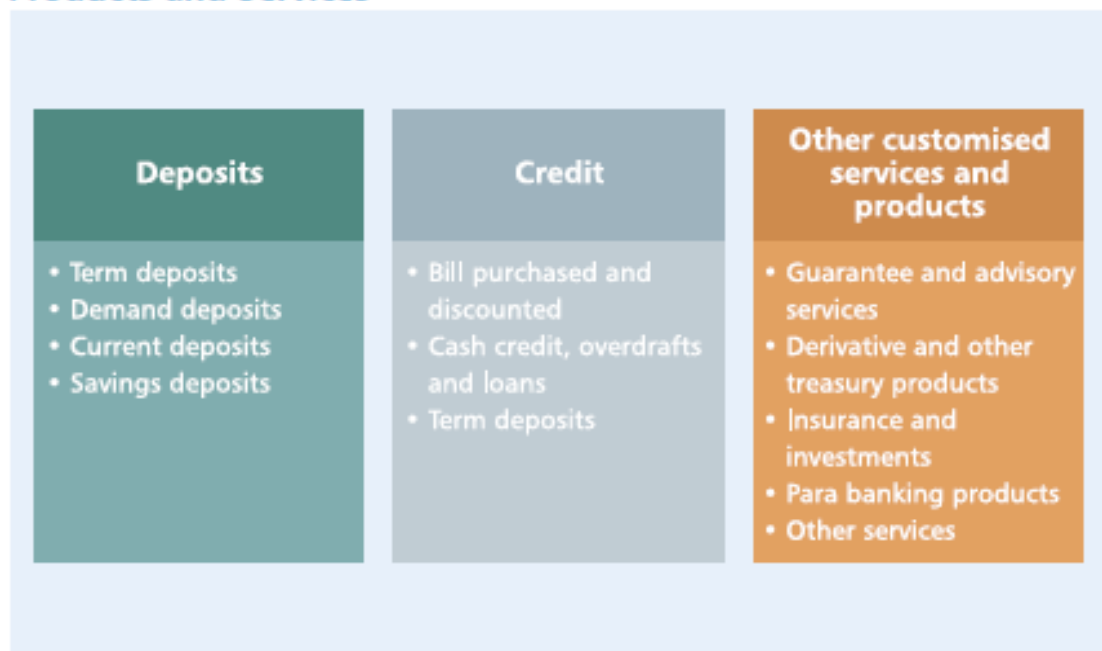 Deposits
• Term deposits
• Demand deposits
• Current deposits
• Savings deposits
Credit
• Bill purchased and
discounted
• Cash credit, overdrafts
and loans
• Term deposits
Other customised
services and
products
• Guarantee and advisory
services
• Derivative and other
treasury products
• Insurance and
investments
• Para banking products
• Other services